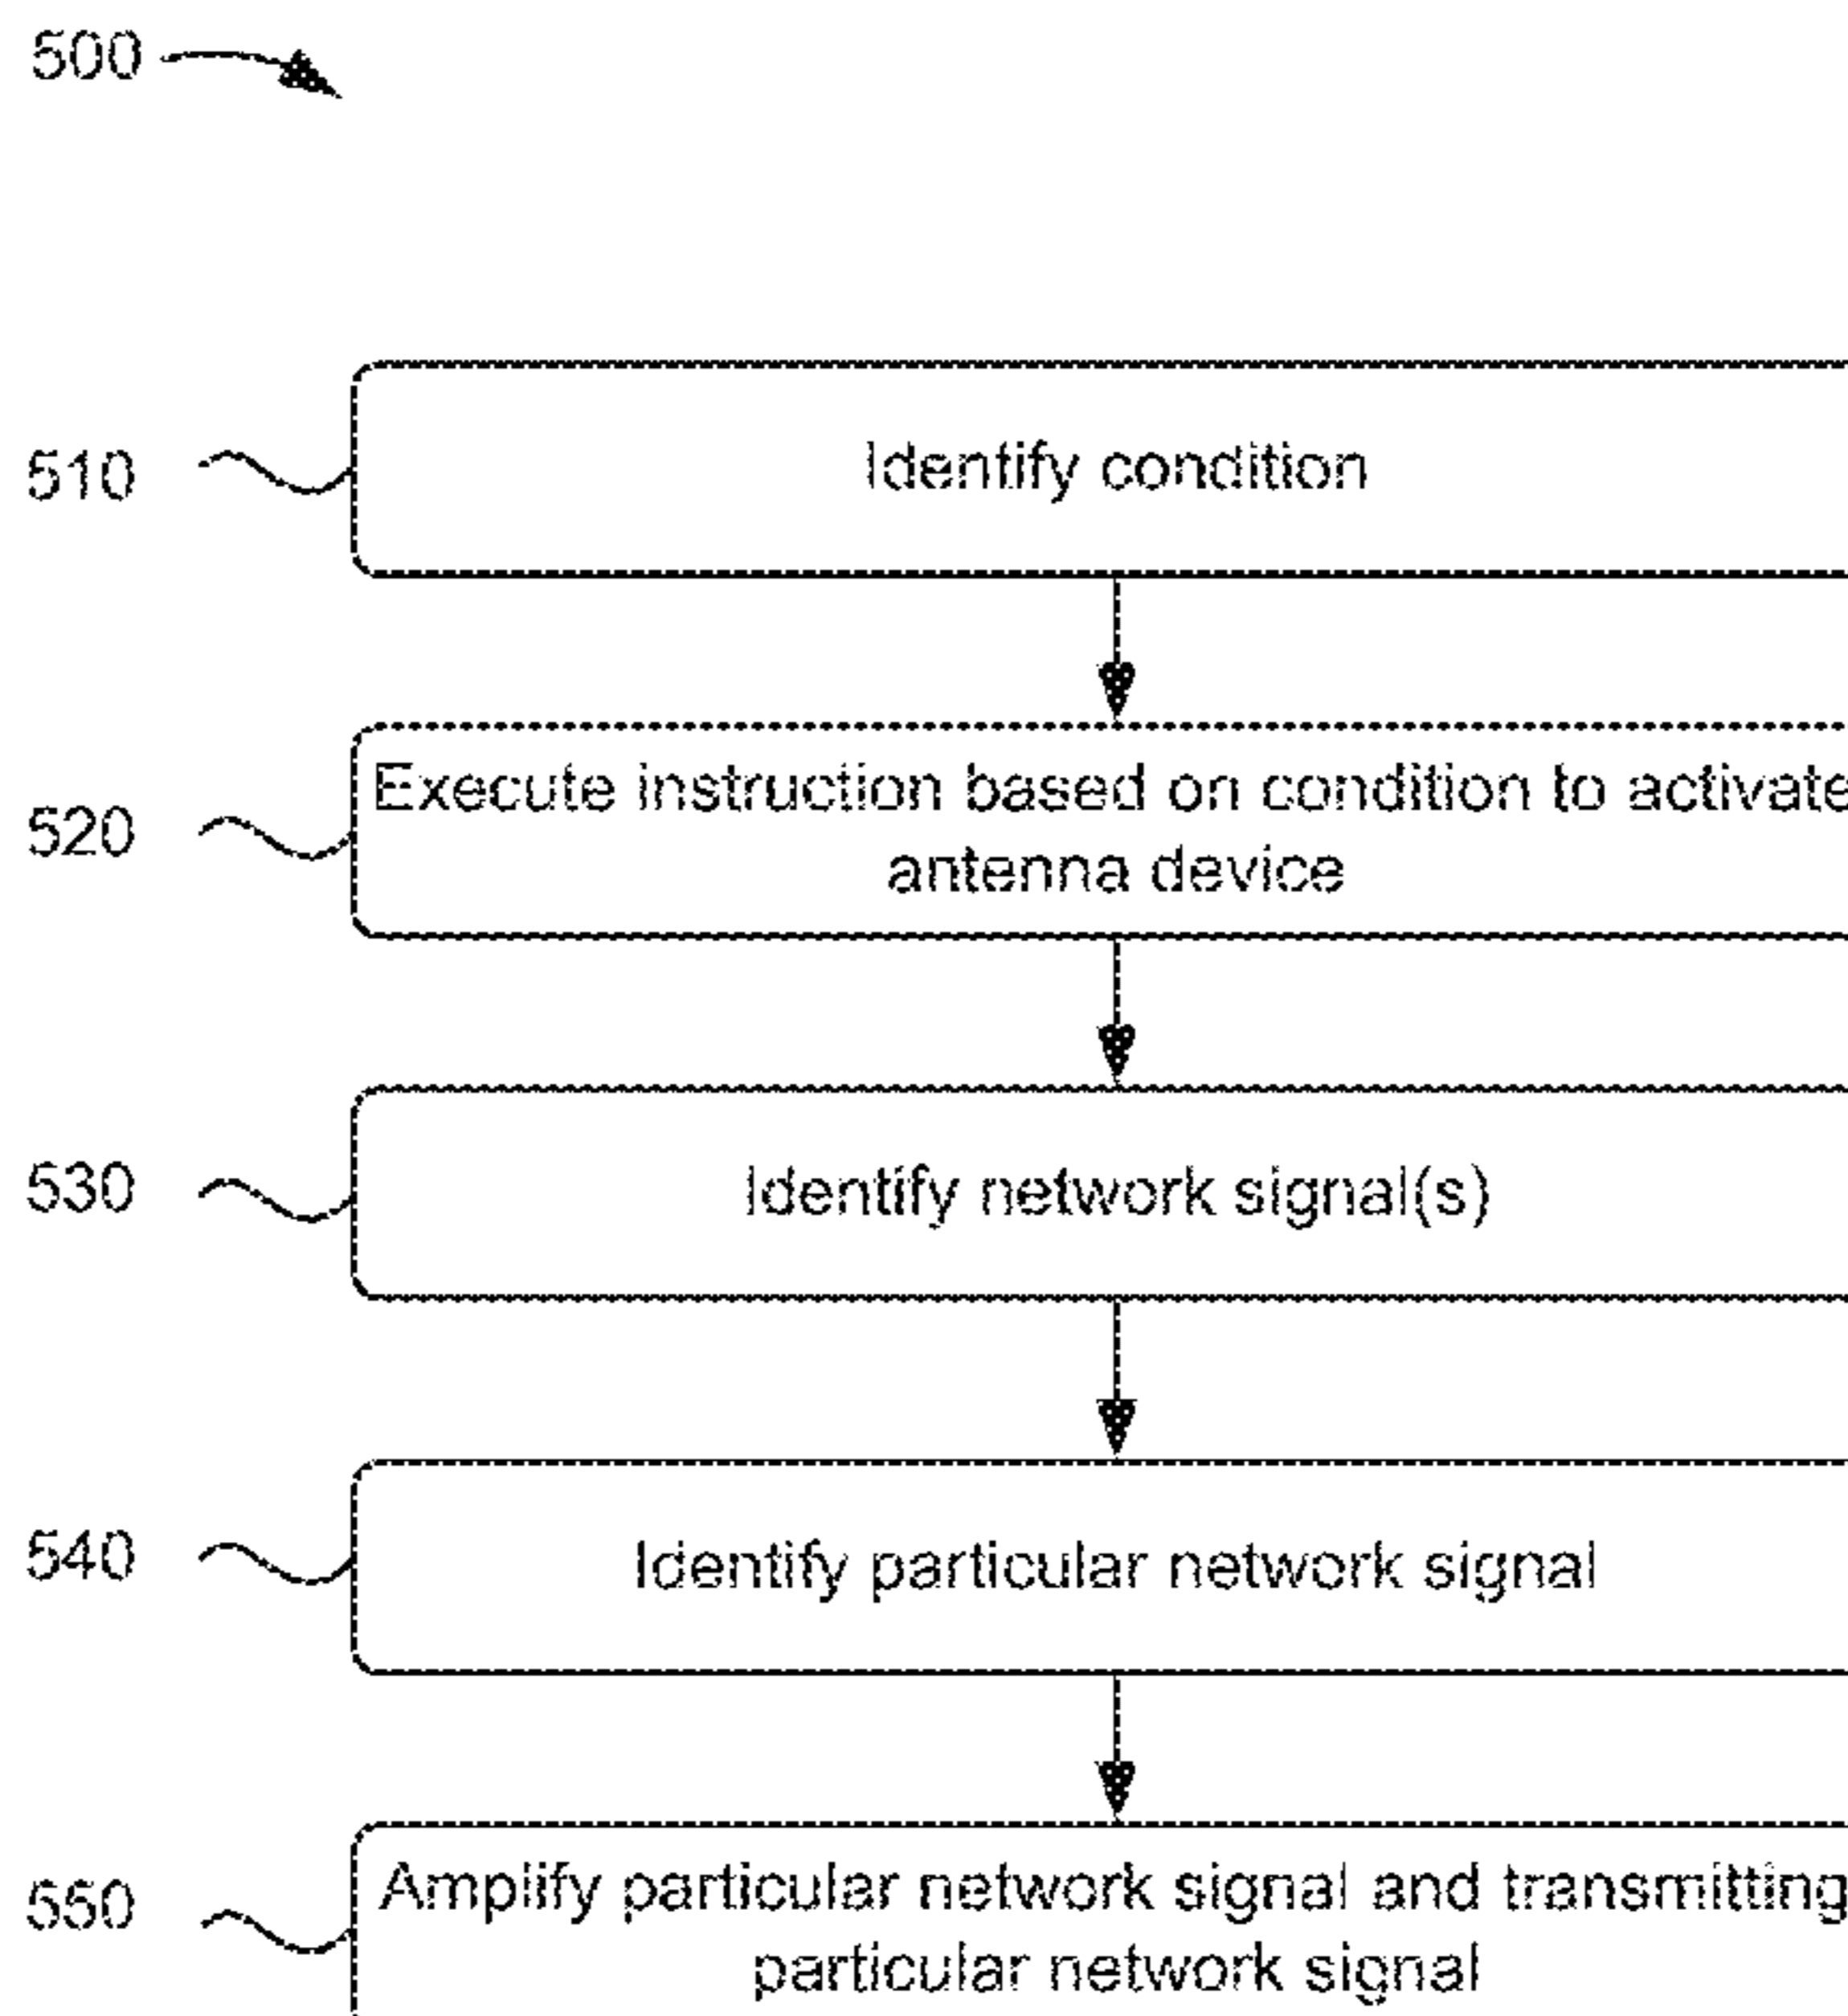 500
510
Identify condition
520
Execute instruction based on condition to activate
antenna device
530
Identify network signal(s)
540
Identify particular network signal
550
Amplify particular network signal and transmitting
particular network signal